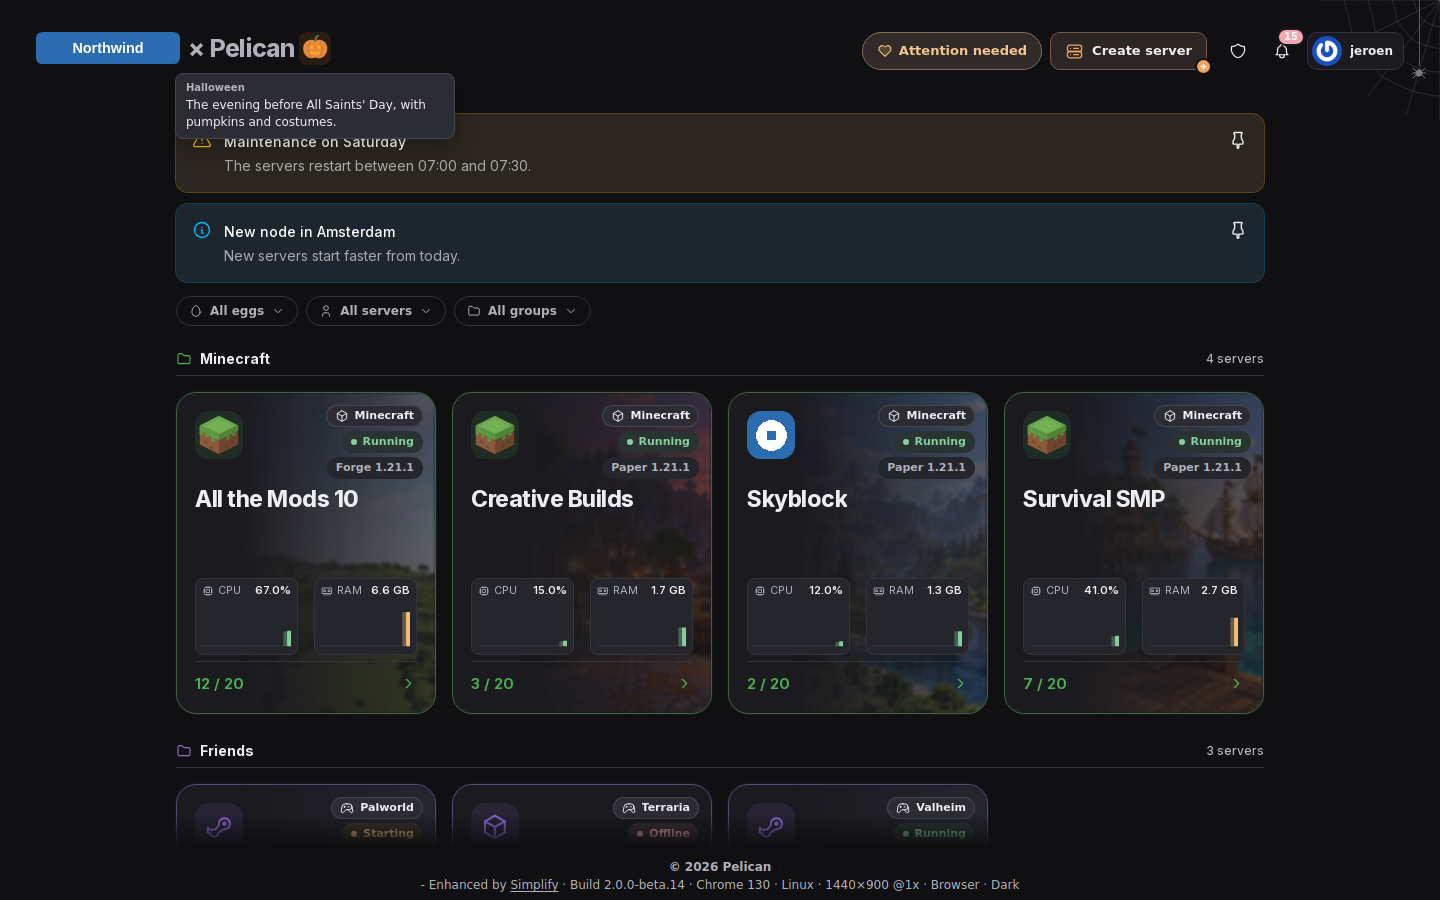 Northwind × Pelican
Attention needed
Create server
15
jeroen
Halloween
The evening before All Saints' Day, with
pumpkins and costumes.
Maintenance on Saturday
The servers restart between 07:00 and 07:30.
New node in Amsterdam
New servers start faster from today.
All eggs
All servers
All groups
Minecraft
4 servers
Minecraft
Running
Forge 1.21.1
All the Mods 10
CPU 67.0%
RAM 6.6 GB
12 / 20
Minecraft
Running
Paper 1.21.1
Creative Builds
CPU 15.0%
RAM 1.7 GB
3 / 20
Minecraft
Running
Paper 1.21.1
Skyblock
CPU 12.0%
RAM 1.3 GB
2 / 20
Minecraft
Running
Paper 1.21.1
Survival SMP
CPU 41.0%
RAM 2.7 GB
7 / 20
Friends
3 servers
Palworld
Starting
Terraria
Offline
Valheim
Running
© 2026 Pelican
- Enhanced by Simplify · Build 2.0.0-beta.14 · Chrome 130 · Linux · 1440×900 @1x · Browser · Dark